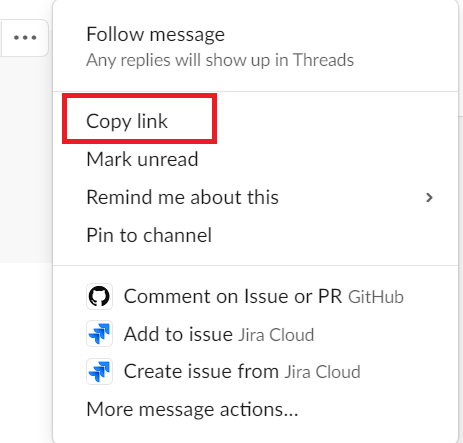 Follow message
Any replies will show up in Threads
Copy link
Mark unread
Remind me about this
Pin to channel
Comment on Issue or PR GitHub
Add to issue Jira Cloud
Create issue from Jira Cloud
More message actions...